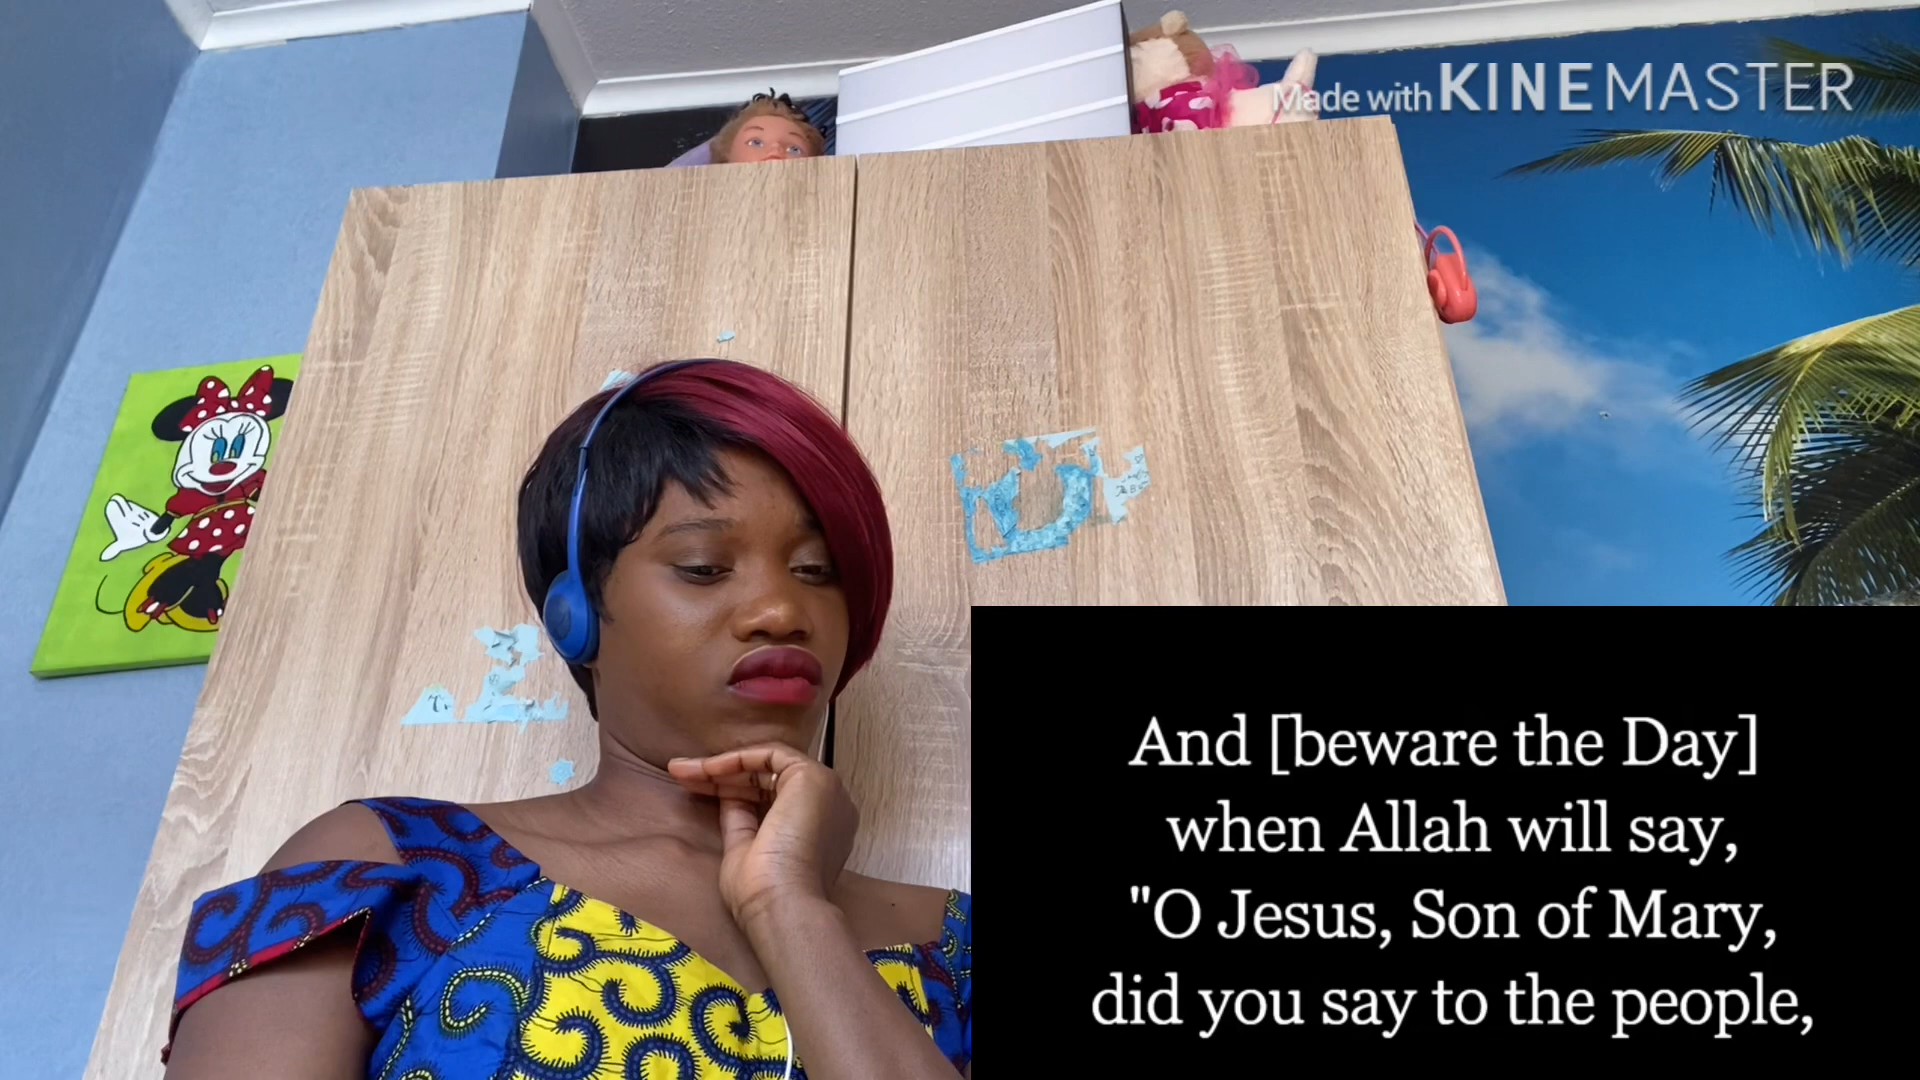 Made with KINEMASTER
And [beware the Day]
when Allah will say,
"O Jesus, Son of Mary,
did you say to the people,